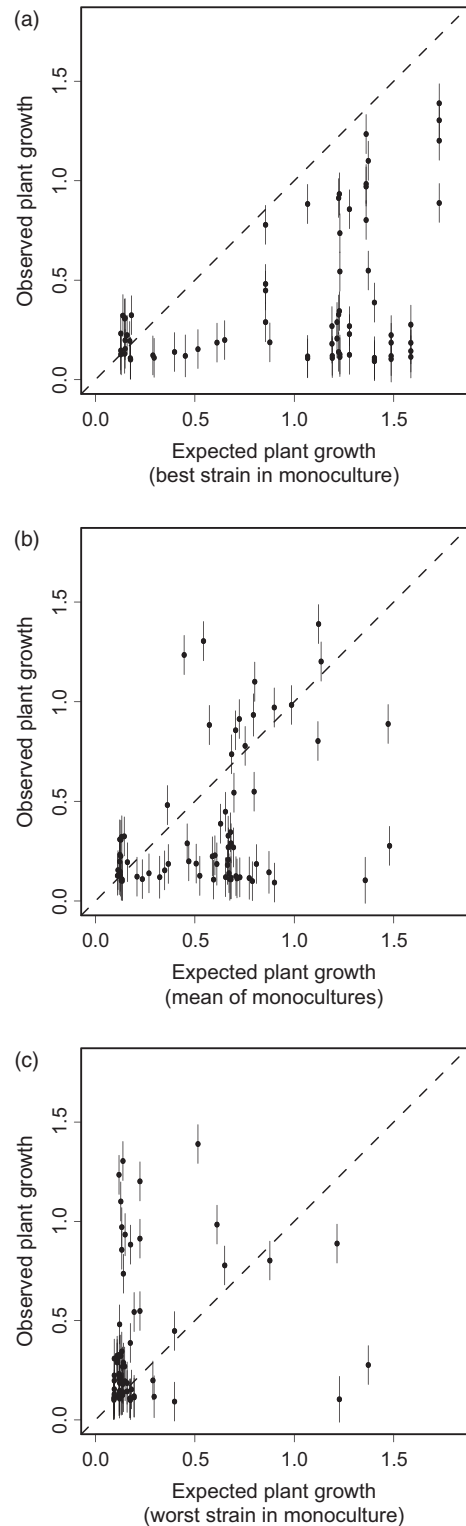 (a)
1.5
1.0
0.5
0.0
Observed plant growth
0.0 0.5 1.0 1.5
Expected plant growth
(best strain in monoculture)
(b)
1.5
1.0
0.5
0.0
Observed plant growth
0.0 0.5 1.0 1.5
Expected plant growth
(mean of monocultures)
(c)
1.5
1.0
0.5
0.0
Observed plant growth
0.0 0.5 1.0 1.5
Expected plant growth
(worst strain in monoculture)